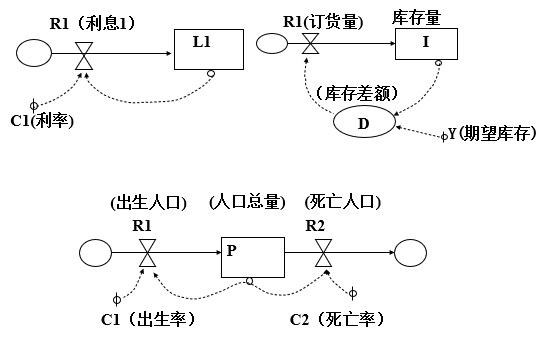 R1（利息1）
L1
C1(利率)
R1(订货量)
库存量
I
（库存差额）
D
Y(期望库存)
(出生人口)
(人口总量)
(死亡人口)
R1
P
R2
C1（出生率）
C2（死亡率）